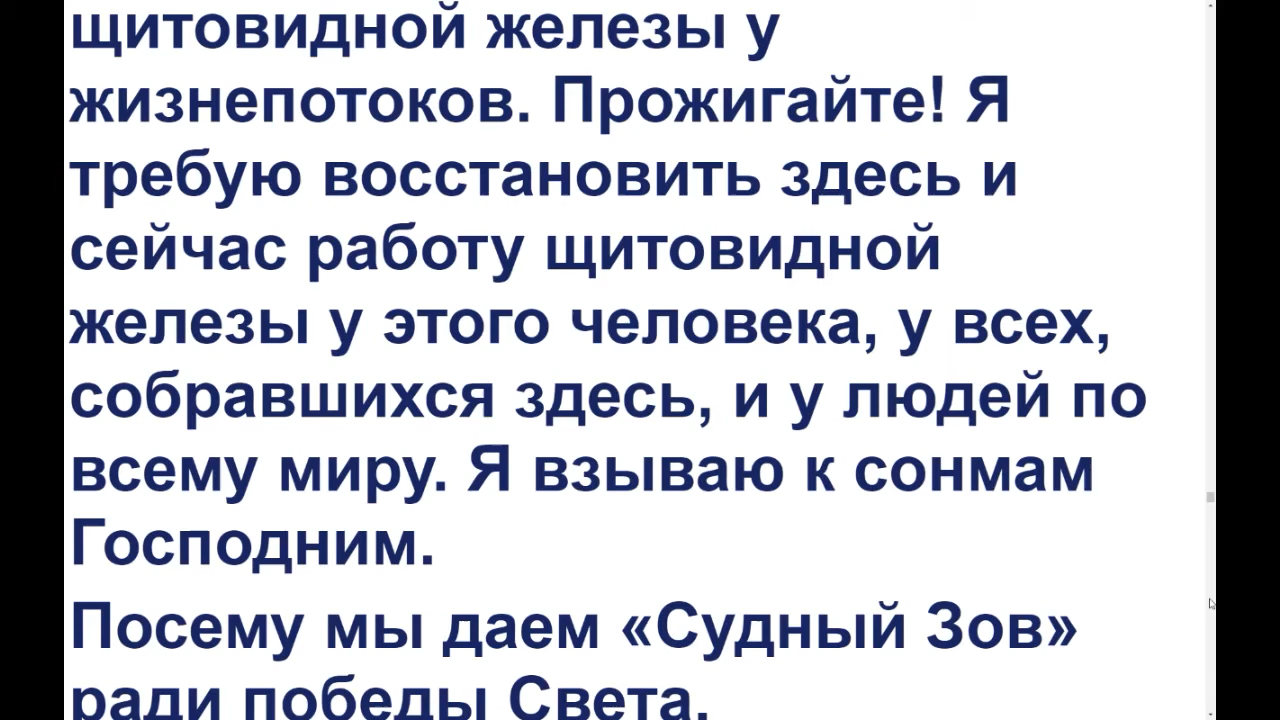 щитовидной железы у
жизнепотоков. Прожигайте! Я
требую восстановить здесь и
сейчас работу щитовидной
железы у этого человека, у всех,
собравшихся здесь, и у людей по
всему миру. Я взываю к сонмам
Господним.
Посему мы даем «Судный Зов»
ради победы Света.